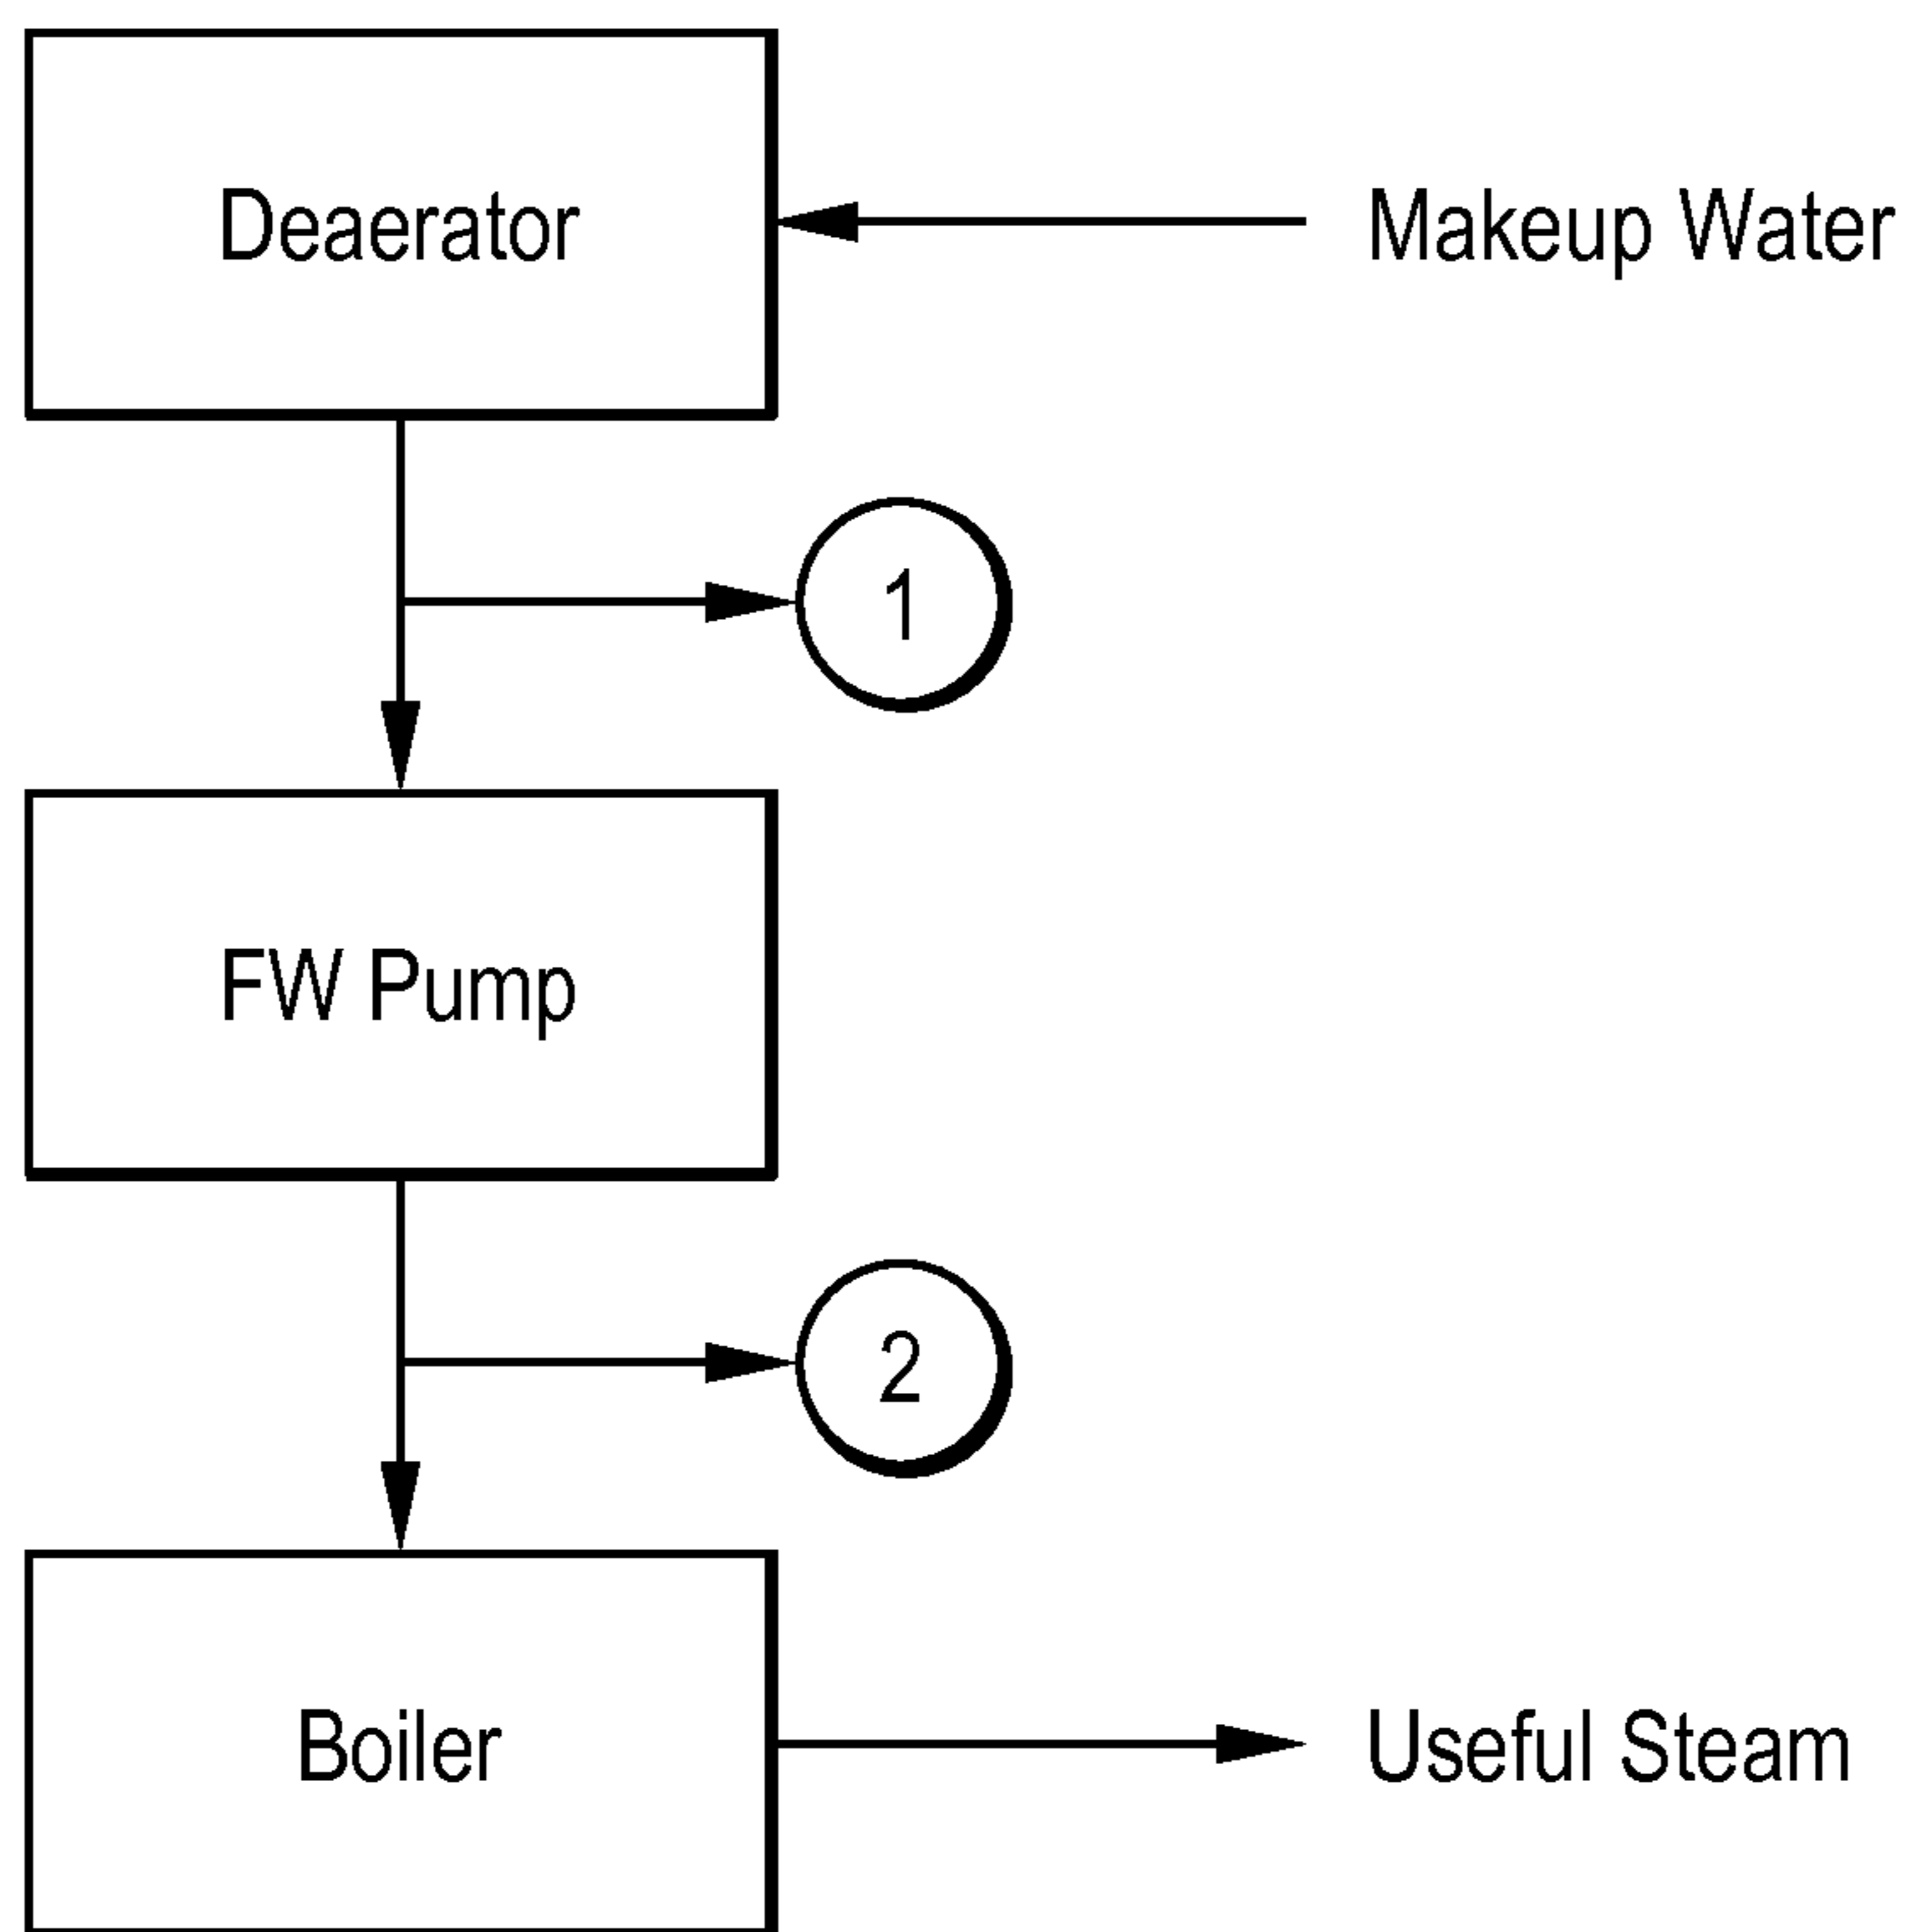 Deaerator
Makeup Water
1
FW Pump
2
Boiler
Useful Steam